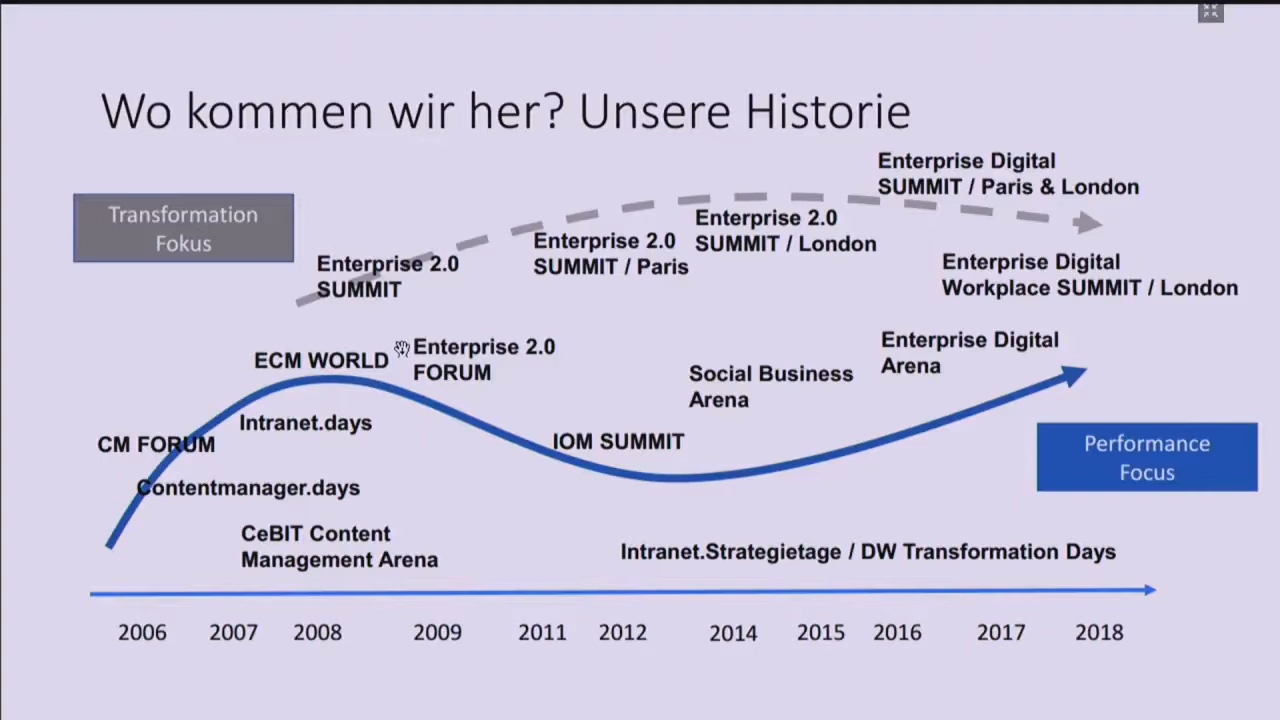 Wo kommen wir her? Unsere Historie
Enterprise Digital
SUMMIT / Paris & London
Transformation
Fokus
Enterprise 2.0
SUMMIT / London
Enterprise 2.0
SUMMIT / Paris
Enterprise 2.0
SUMMIT
Enterprise Digital
Workplace SUMMIT / London
ECM WORLD
Enterprise 2.0
FORUM
Enterprise Digital
Arena
Social Business
Arena
Intranet.days
CM FORUM
IOM SUMMIT
Performance
Focus
Contentmanager.days
CeBIT Content
Management Arena
Intranet.Strategietage / DW Transformation Days
2006 2007 2008 2009 2011 2012 2014 2015 2016 2017 2018